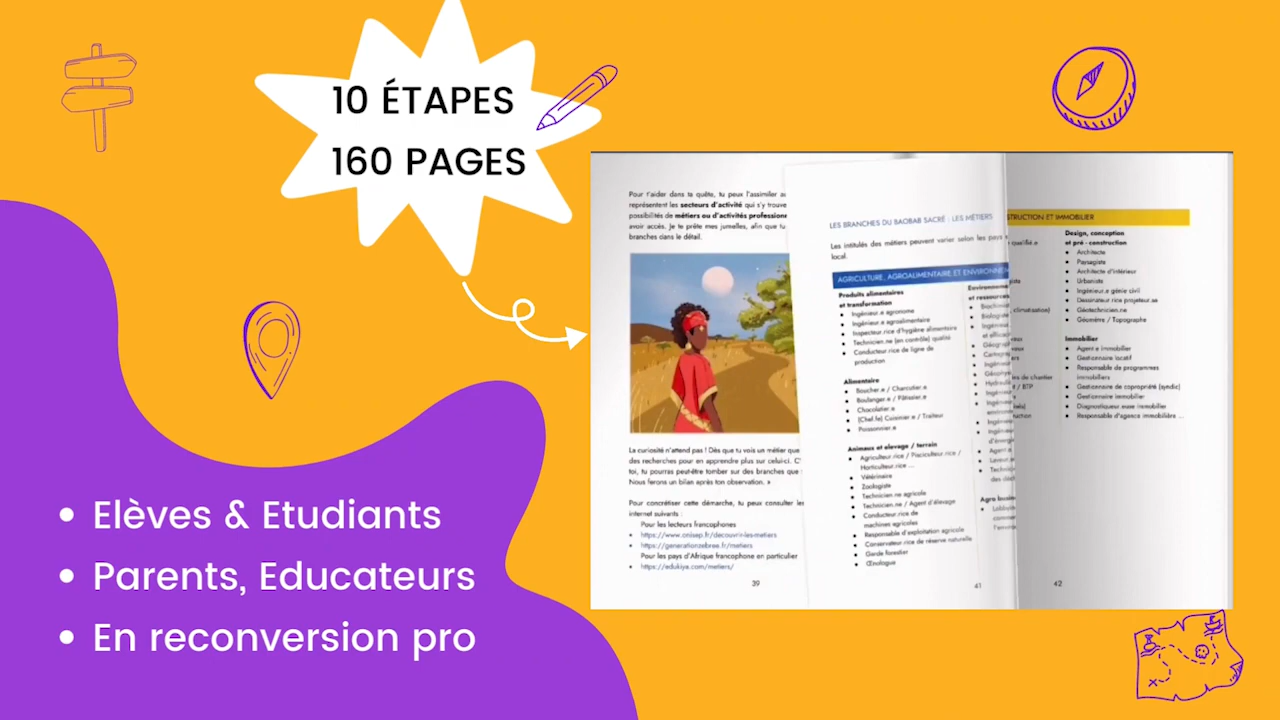 10 ÉTAPES
160 PAGES
Elèves & Etudiants
Parents, Educateurs
En reconversion pro
Pour t'aider dans ta quête, tu peux l'assimiler
représentent les secteurs d'activité qui s'y trouve
possibilités de métiers ou d'activités professionn
avoir accès. Je te prête mes jumelles, afin que tu
branches dans le détail.
La curiosité n'attend pas ! Dès que tu vois un métier que
des recherches pour en apprendre plus sur celui-ci. C'
toi, tu pourras peut-être tomber sur des branches que
Nous ferons un bilan après ton observation. »
Pour concrétiser cette démarche, tu peux consulter les
internet suivants :
Pour les lecteurs francophones
https://www.onisep.fr/decouvrir-les-metiers
https://generationzebree.fr/metiers
Pour les pays d'Afrique francophone en particulier
https://edukiya.com/metiers/
39
LES BRANCHES DU BAOBAB SACRÉ : LES MÉTIERS
Les intitulés des métiers peuvent varier selon les pays
local.
AGRICULTURE, AGROALIMENTAIRE ET ENVIRONNEM
Produits alimentaires
et transformation
Ingénieur.e agronome
Ingénieur.e agroalimentaire
Inspecteur.rice d'hygiène alimentaire
Technicien.ne (en contrôle) qualité
Conducteur.rice de ligne de
production
Alimentaire
Boucher.e / Charcutier.e
Boulanger.e / Pâtissier.e
Chocolatier.e
(Chef.fe) Cuisinier.e / Traiteur
Poissonnier.e
Animaux et elevage / terrain
Agriculteur.rice / Pisciculteur.rice /
Horticulteur.rice ...
Vétérinaire
Zoologiste
Technicien.ne agricole
Technicien.ne / Agent d'élevage
Conducteur.rice de
machines agricoles
Responsable d'exploitation agricole
Conservateur.rice de réserve naturelle
Garde forestier
Œnologue
Environneme
et ressources
41
STRUCTION ET IMMOBILIER
Design, conception
et pré - construction
Architecte
Paysagiste
Architecte d'intérieur
Urbaniste
Ingénieur.e génie civil
Dessinateur.rice projeteur.se
Géotechnicien.ne
Géomètre / Topographe
Immobilier
Agent.e immobilier
Gestionnaire locatif
Responsable de programmes
immobiliers
Gestionnaire de copropriété (syndic)
Gestionnaire immobilier
Diagnostiqueur.euse immobilier
Responsable d'agence immobilière ...
42